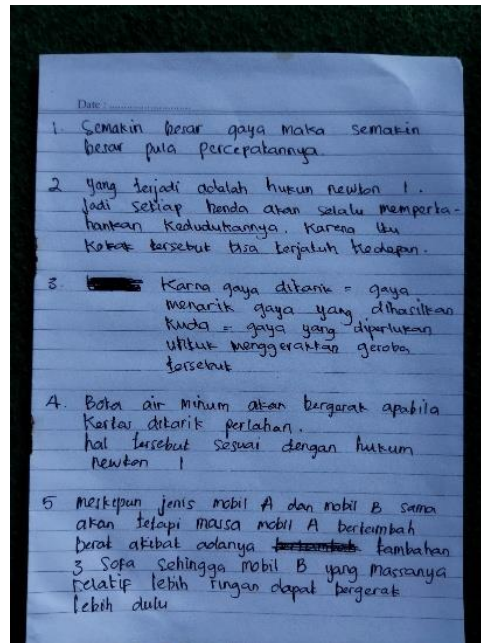 Date : ........................
1. Semakin besar gaya maka semakin
besar pula percepatannya.
2 yang terjadi adalah hukun newton 1.
Jadi setiap benda akan selalu memperta-
hankan Kedudukannya. Karena itu
Kakak tersebut bisa terjatuh kedepan.
3. Karna gaya ditarik = gaya
menarik gaya yang dihasilkan
Kuda = gaya yang diperlukan
untuk menggerakkan gerobag
tersebut
4. Botol air minum akan bergerak apabila
Kertas ditarik perlahan.
hal tersebut sesuai dengan hukum
newton 1
5 meskipun jenis mobil A dan mobil B sama
akan tetapi massa mobil A bertambah
berat akibat adanya tambahan
3 Sofa sehingga mobil B yang massanya
relatif lebih ringan dapat bergerak
lebih dulu